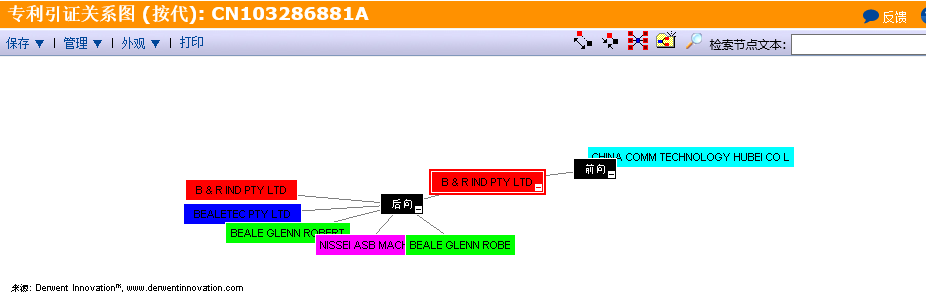 专利引证关系图 (按代): CN103286881A
反馈
保存 ▼ | 管理 ▼ | 外观 ▼ | 打印
检索节点文本:
CHINA COMM TECHNOLOGY HUBEI CO L
前向
B & R IND PTY LTD
B & R IND PTY LTD
后向
BEALETEC PTY LTD
BEALE GLENN ROBERT
NISSEI ASB MACH
BEALE GLENN ROBE
来源: Derwent Innovation℠, www.derwentinnovation.com